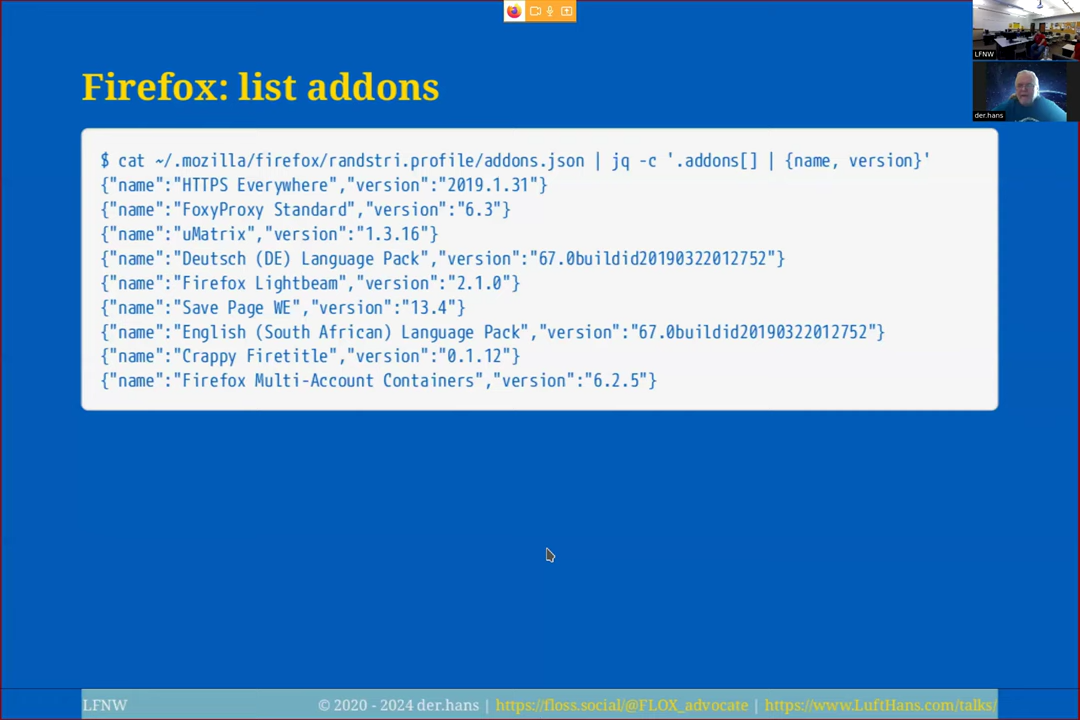 LFNW
der.hans
Firefox: list addons
$ cat ~/.mozilla/firefox/randstri.profile/addons.json | jq -c '.addons[] | {name, version}'
{"name":"HTTPS Everywhere","version":"2019.1.31"}
{"name":"FoxyProxy Standard","version":"6.3"}
{"name":"uMatrix","version":"1.3.16"}
{"name":"Deutsch (DE) Language Pack","version":"67.0buildid20190322012752"}
{"name":"Firefox Lightbeam","version":"2.1.0"}
{"name":"Save Page WE","version":"13.4"}
{"name":"English (South African) Language Pack","version":"67.0buildid20190322012752"}
{"name":"Crappy Firetitle","version":"0.1.12"}
{"name":"Firefox Multi-Account Containers","version":"6.2.5"}
LFNW
© 2020 - 2024 der.hans | https://floss.social/@FLOX_advocate | https://www.LuftHans.com/talks/